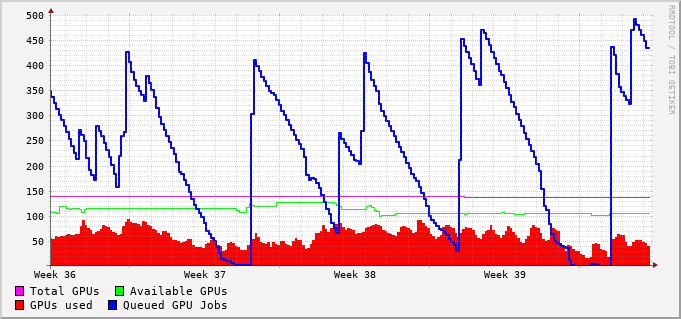 500
450
400
350
300
250
200
150
100
50
Week 36 Week 37 Week 38 Week 39
Total GPUs Available GPUs
GPUs used Queued GPU Jobs
RRDTOOL / TOBI OETIKER